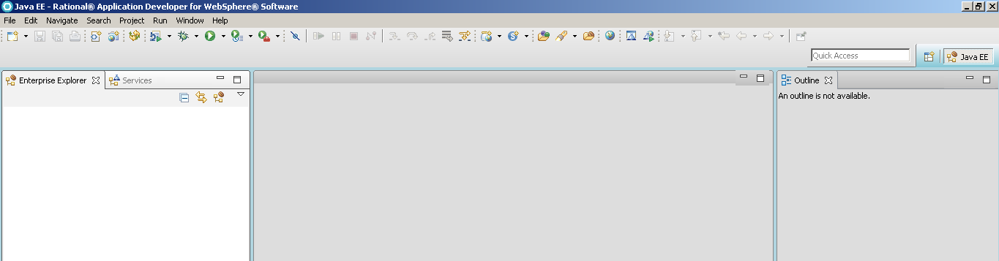 Java EE - Rational® Application Developer for WebSphere® Software
File Edit Navigate Search Project Run Window Help
Quick Access
Java EE
Enterprise Explorer
Services
Outline
An outline is not available.